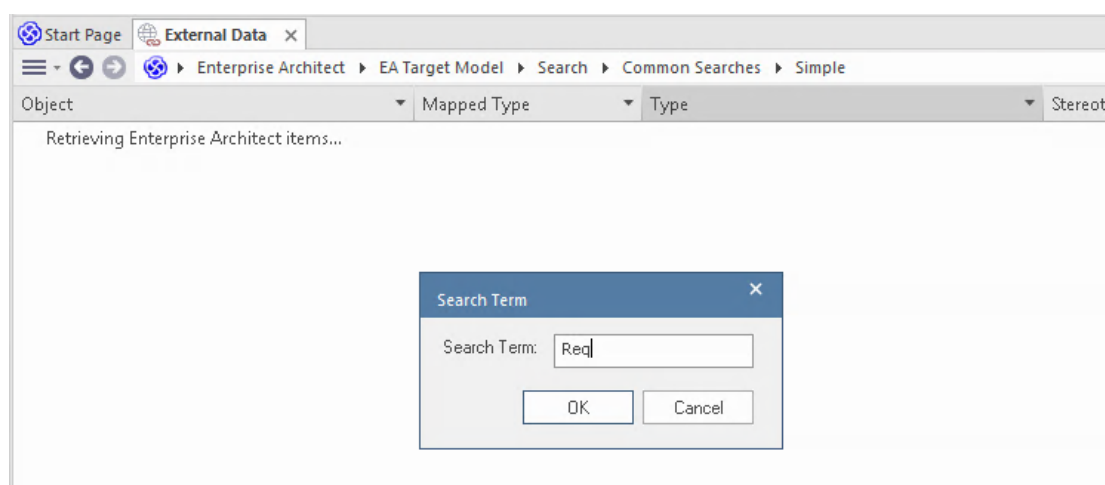 Start Page External Data
Enterprise Architect EA Target Model Search Common Searches Simple
Object Mapped Type Type Stereot
Retrieving Enterprise Architect items...
Search Term
Search Term: Req
OK Cancel